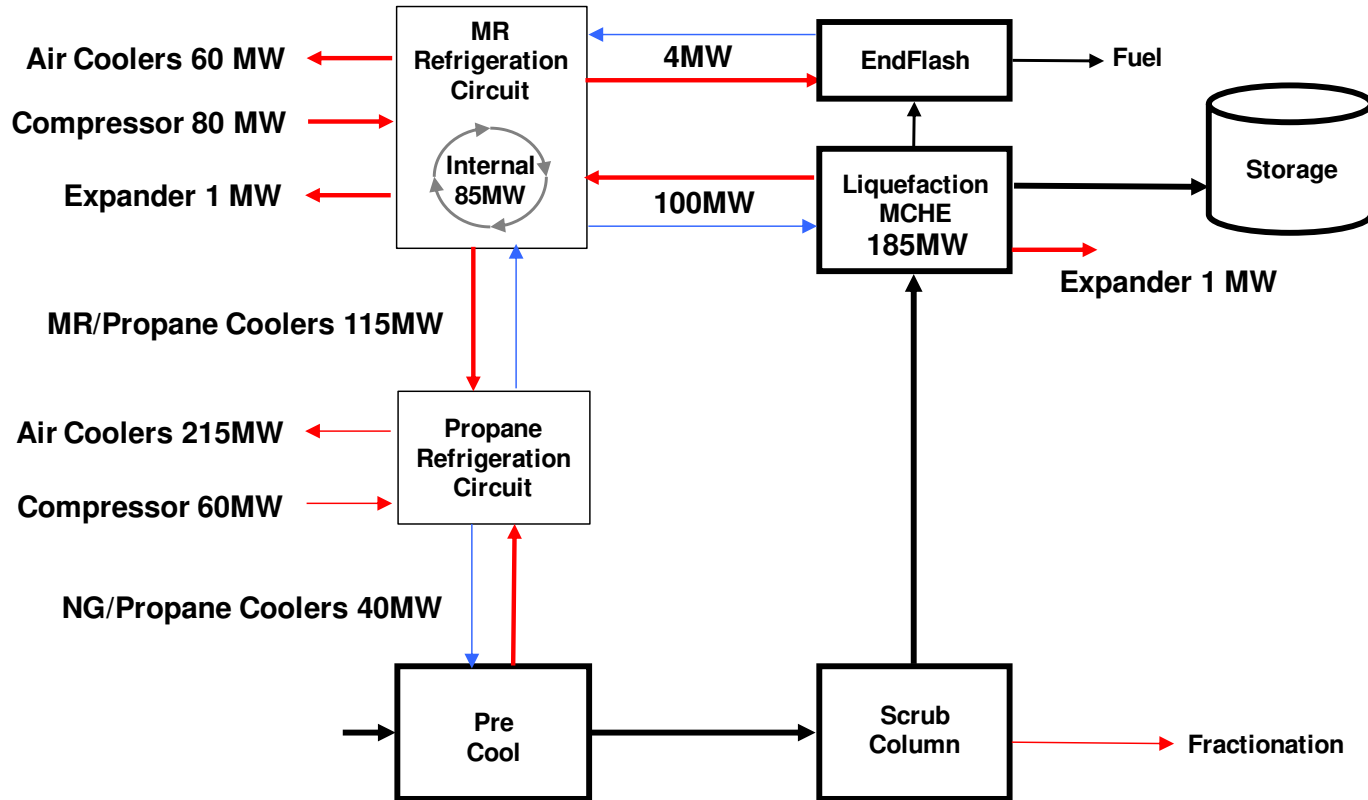 MR
Refrigeration
Circuit
Air Coolers 60 MW
4MW
EndFlash
Fuel
Compressor 80 MW
Internal
85MW
Expander 1 MW
100MW
Liquefaction
MCHE
185MW
Storage
Expander 1 MW
MR/Propane Coolers 115MW
Air Coolers 215MW
Propane
Refrigeration
Circuit
Compressor 60MW
NG/Propane Coolers 40MW
Pre
Cool
Scrub
Column
Fractionation